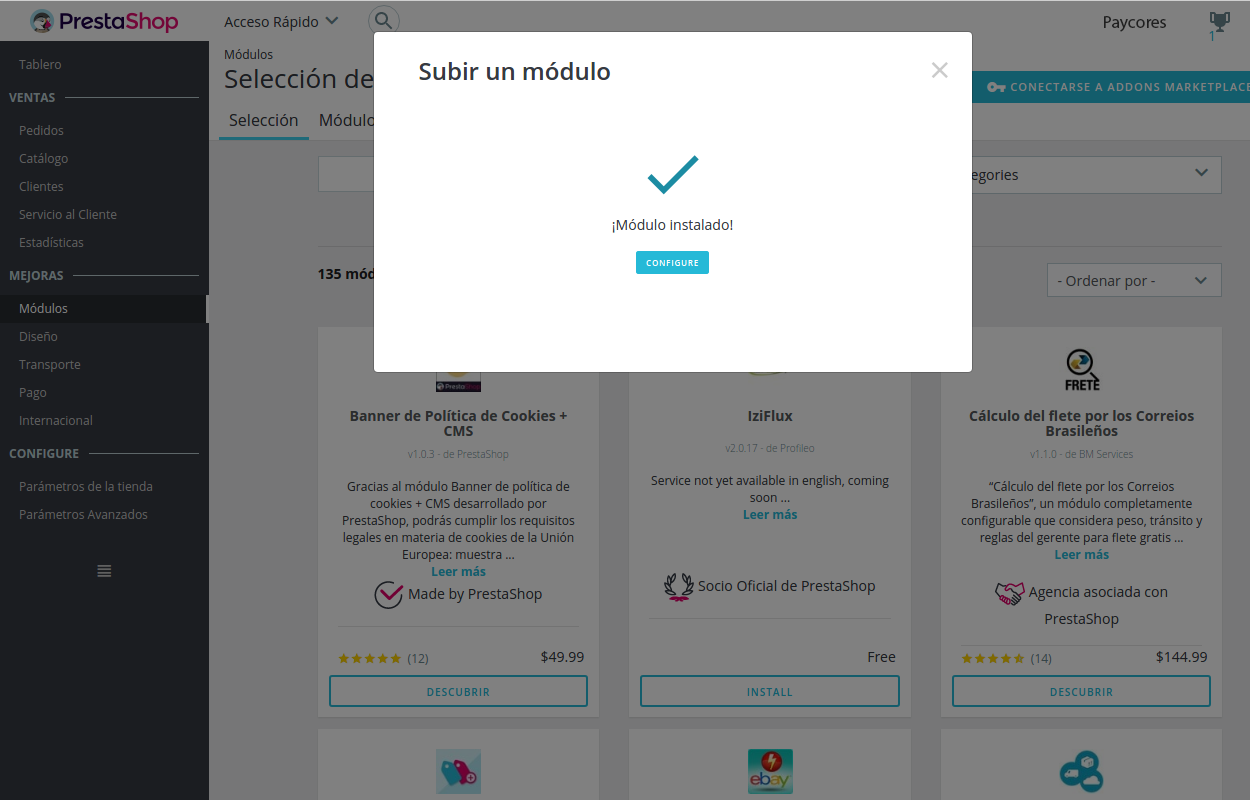 PrestaShop
Acceso Rápido
Paycores
1
Tablero
VENTAS
Pedidos
Catálogo
Clientes
Servicio al Cliente
Estadísticas
MEJORAS
Módulos
Diseño
Transporte
Pago
Internacional
CONFIGURE
Parámetros de la tienda
Parámetros Avanzados
Módulos
Selección de
CONECTARSE A ADDONS MARKETPLACE
Selección
Módulo
Subir un módulo
¡Módulo instalado!
CONFIGURE
egories
135 mód
- Ordenar por -
PrestaShop
Banner de Política de Cookies +
CMS
v1.0.3 - de PrestaShop
Gracias al módulo Banner de política de
cookies + CMS desarrollado por
PrestaShop, podrás cumplir los requisitos
legales en materia de cookies de la Unión
Europea: muestra ...
Leer más
Made by PrestaShop
(12)
$49.99
DESCUBRIR
IziFlux
v2.0.17 - de Profileo
Service not yet available in english, coming
soon ...
Leer más
Socio Oficial de PrestaShop
Free
INSTALL
FRETE
Cálculo del flete por los Correios
Brasileños
v1.1.0 - de BM Services
“Cálculo del flete por los Correios
Brasileños”, un módulo completamente
configurable que considera peso, tránsito y
reglas del gerente para flete gratis ...
Leer más
Agencia asociada con
PrestaShop
(14)
$144.99
DESCUBRIR
ebay